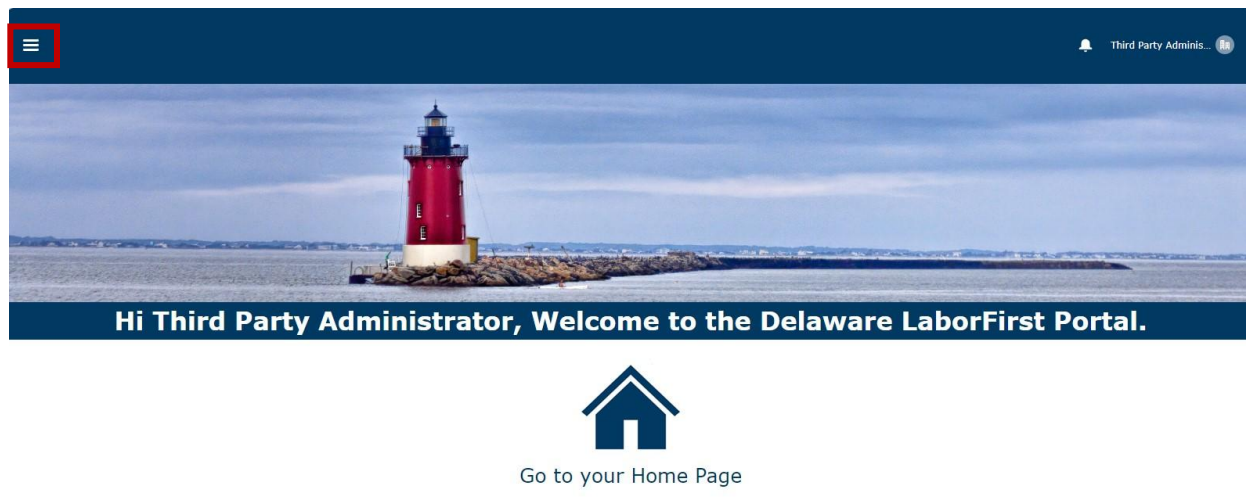 Third Party Adminis...
Hi Third Party Administrator, Welcome to the Delaware LaborFirst Portal.
Go to your Home Page